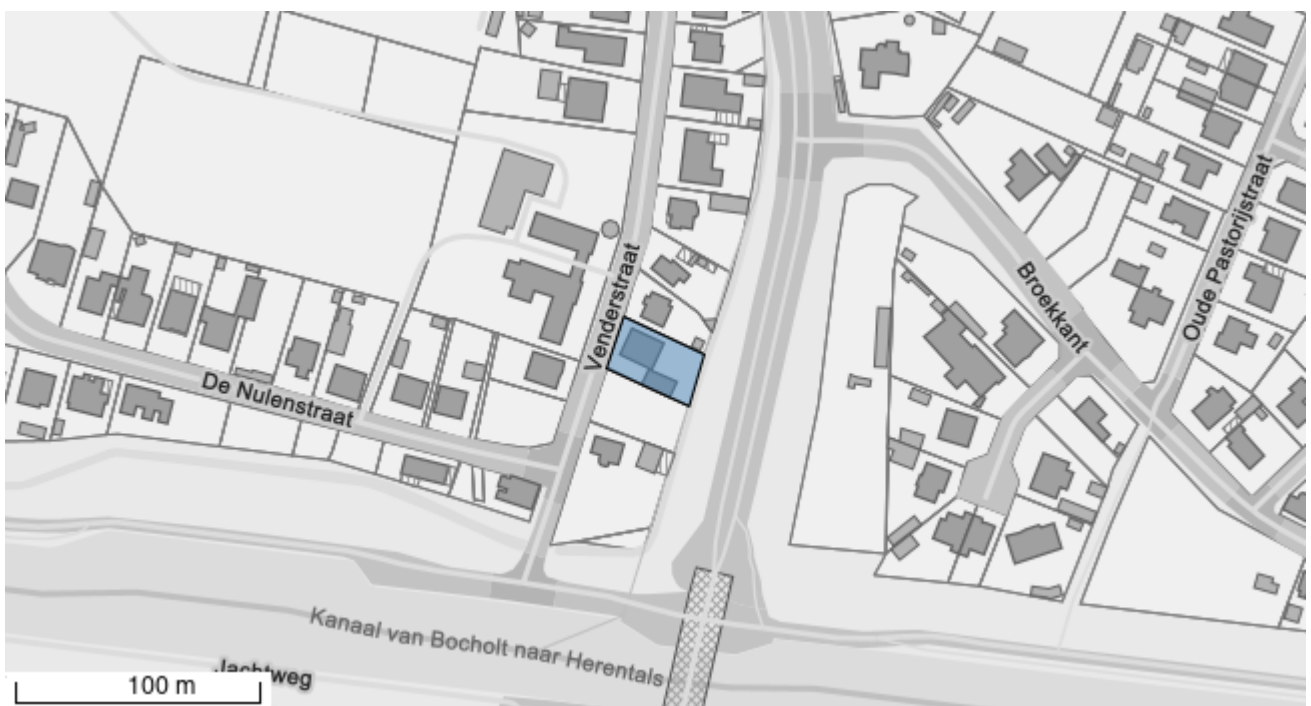 Venderstraat
Oude Pastorijstraat
Broekkant
De Nulenstraat
Kanaal van Bocholt naar Herentals
Jachtweg
100 m